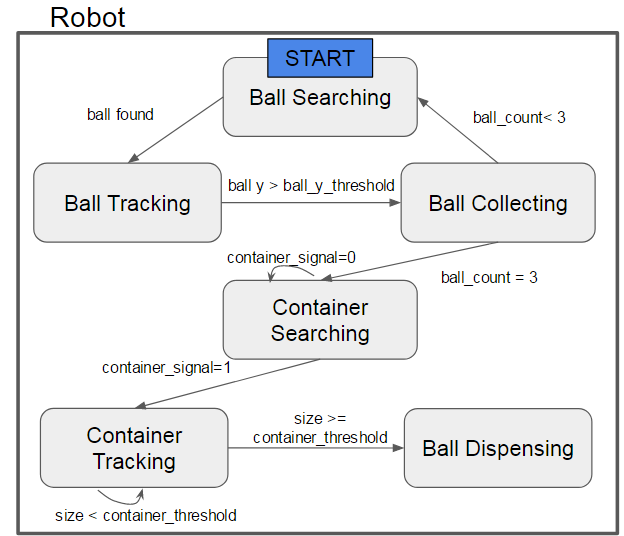 Robot
START
Ball Searching
ball found
ball_count< 3
Ball Tracking
ball y > ball_y_threshold
Ball Collecting
container_signal=0
ball_count = 3
Container
Searching
container_signal=1
Container
Tracking
size >=
container_threshold
Ball Dispensing
size < container_threshold